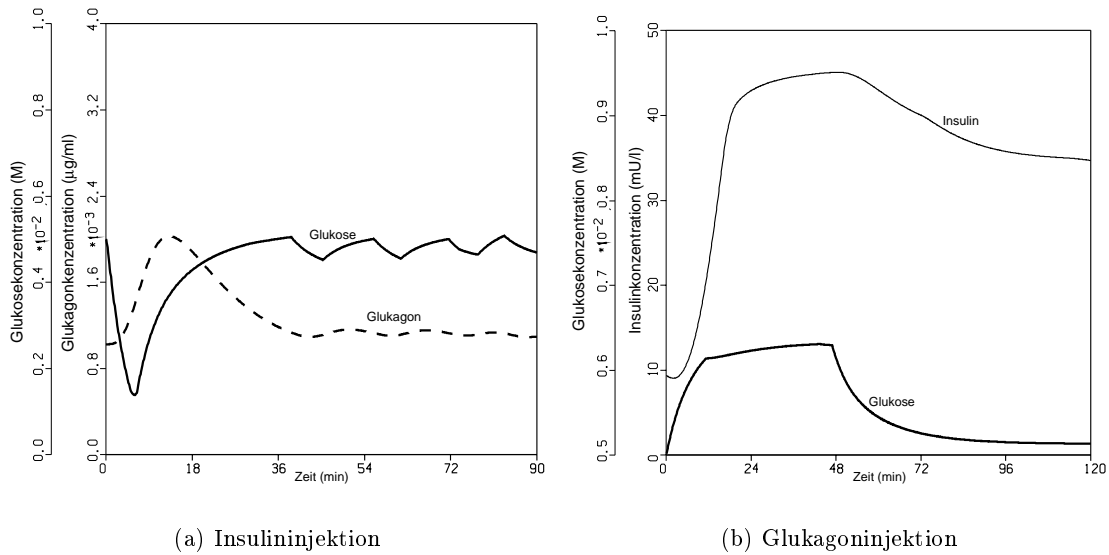 Glukosekonzentration (M)
*10⁻²
0.0 0.2 0.4 0.6 0.8 1.0
Glukagonkenzentration (µg/ml)
*10⁻³
0.0 0.8 1.6 2.4 3.2 4.0
Glukose
Glukagon
0 18 36 54 72 90
Zeit (min)
(a) Insulininjektion
Glukosekonzentration (M)
*10⁻²
0.5 0.6 0.7 0.8 0.9 1.0
Insulinkonzentration (mU/l)
0 10 20 30 40 50
Insulin
Glukose
0 24 48 72 96 120
Zeit (min)
(b) Glukagoninjektion